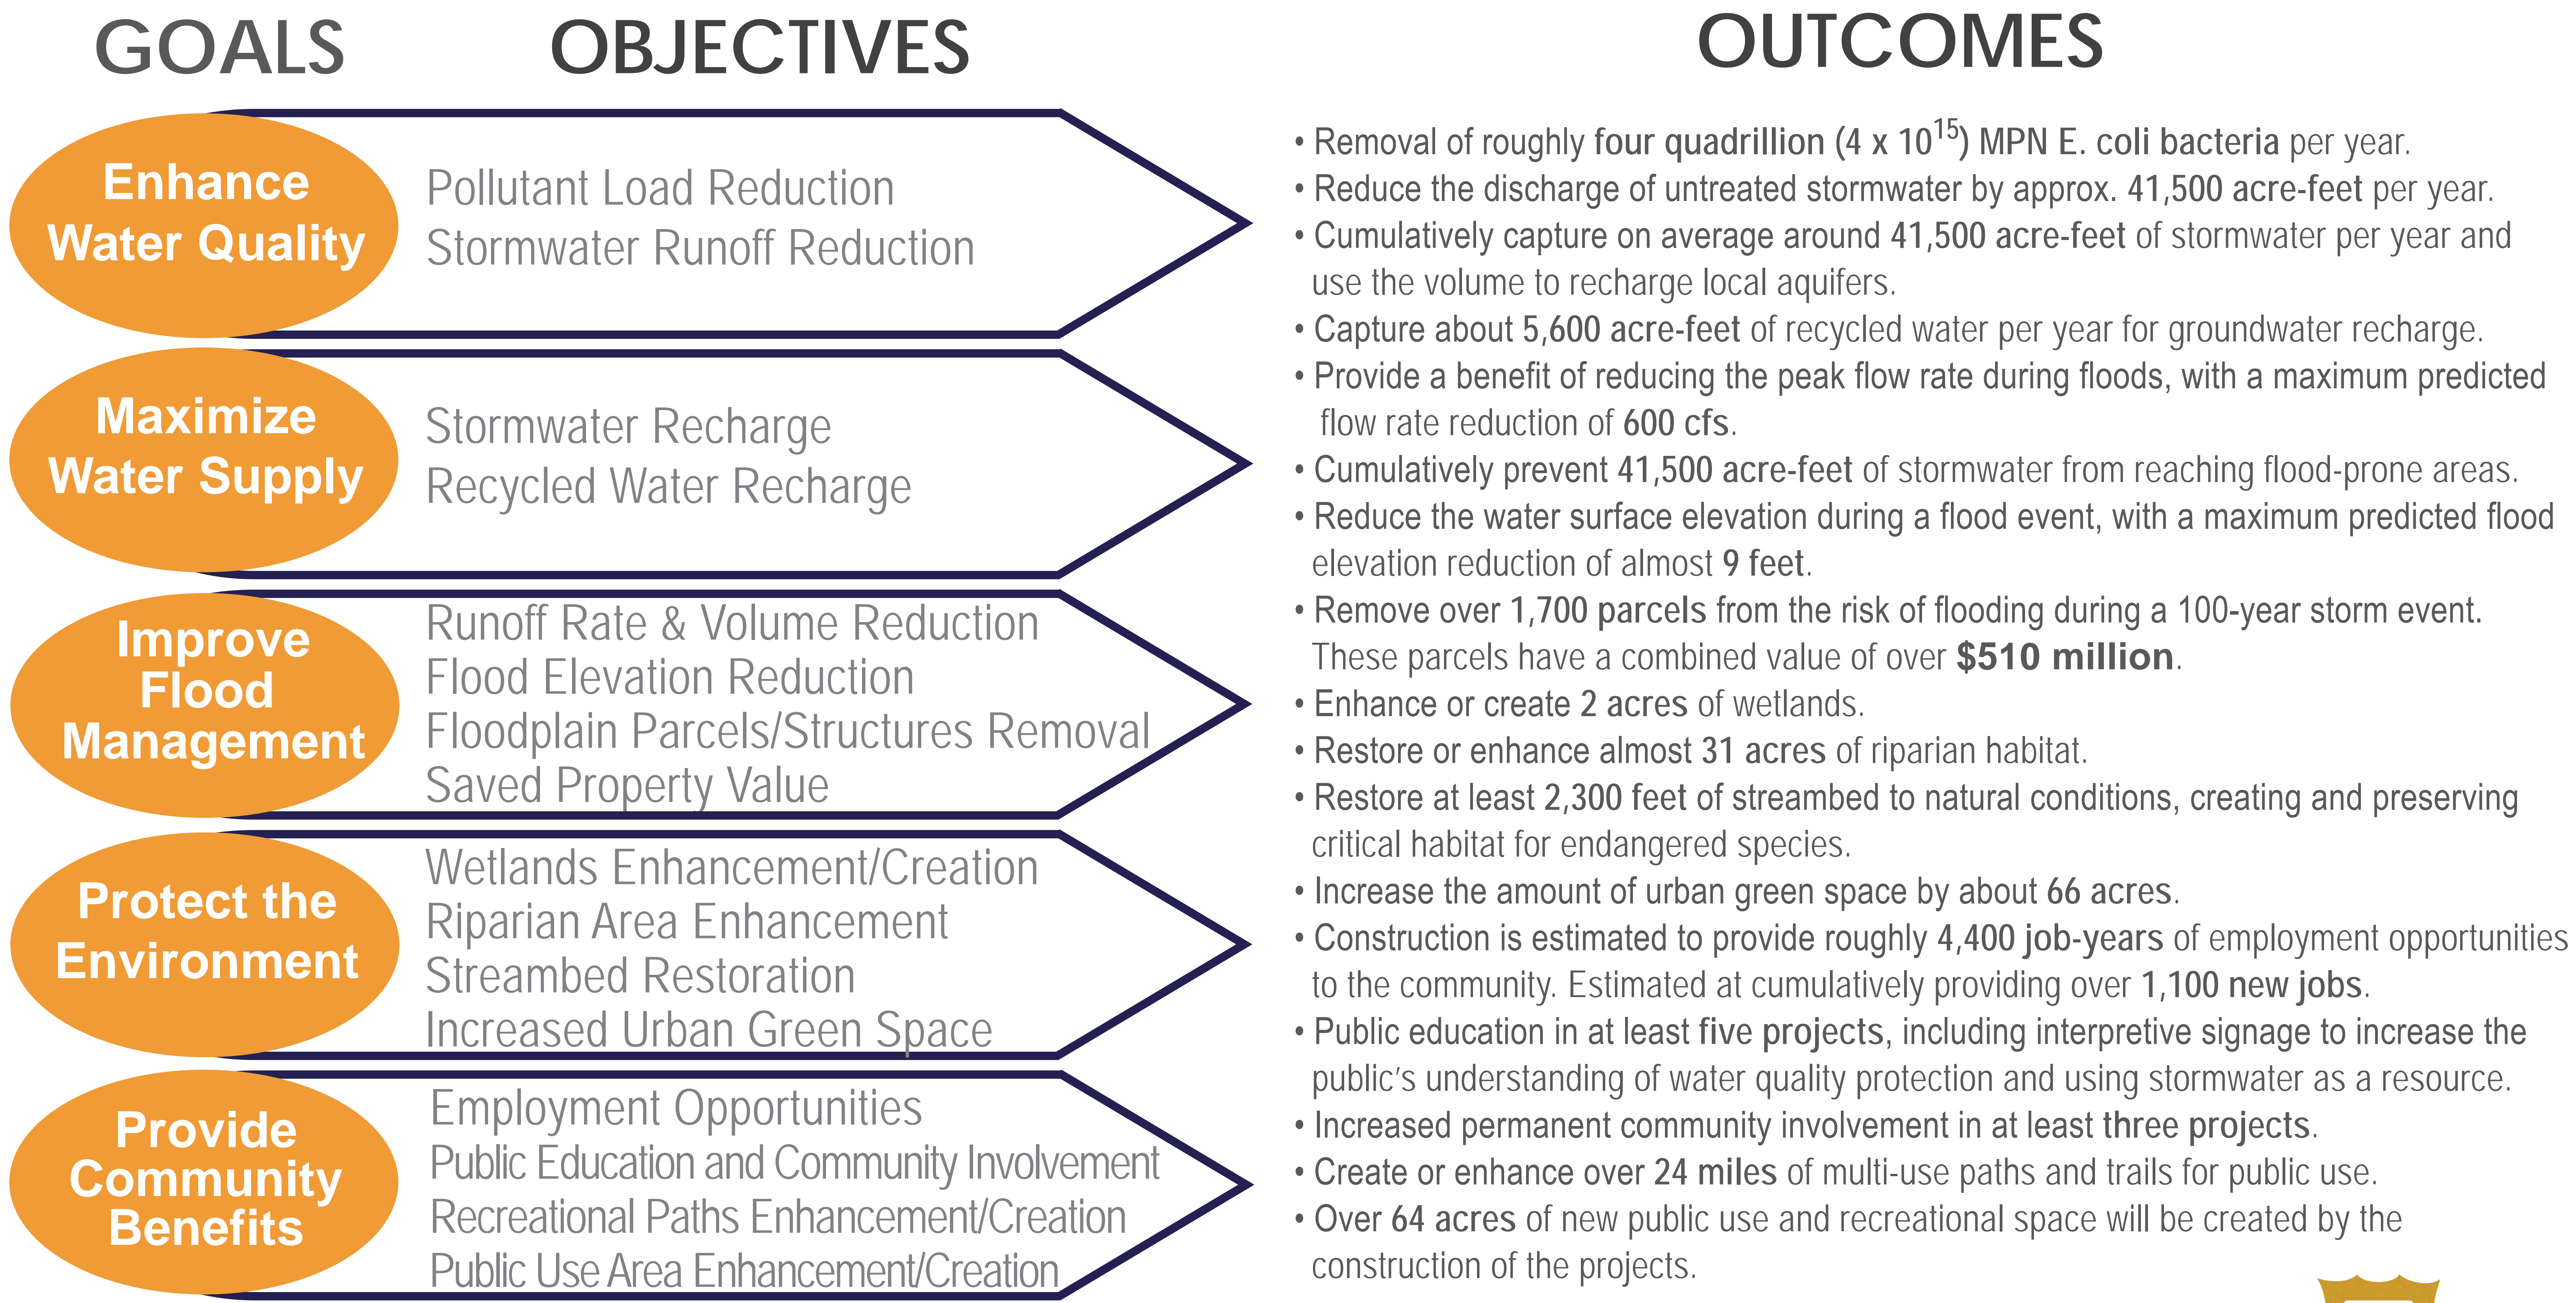 GOALS
OBJECTIVES
OUTCOMES
Enhance
Water Quality
Pollutant Load Reduction
Stormwater Runoff Reduction
Maximize
Water Supply
Stormwater Recharge
Recycled Water Recharge
Improve
Flood
Management
Runoff Rate & Volume Reduction
Flood Elevation Reduction
Floodplain Parcels/Structures Removal
Saved Property Value
Protect the
Environment
Wetlands Enhancement/Creation
Riparian Area Enhancement
Streambed Restoration
Increased Urban Green Space
Provide
Community
Benefits
Employment Opportunities
Public Education and Community Involvement
Recreational Paths Enhancement/Creation
Public Use Area Enhancement/Creation
• Removal of roughly four quadrillion (4 x 10¹⁵) MPN E. coli bacteria per year.
• Reduce the discharge of untreated stormwater by approx. 41,500 acre-feet per year.
• Cumulatively capture on average around 41,500 acre-feet of stormwater per year and
use the volume to recharge local aquifers.
• Capture about 5,600 acre-feet of recycled water per year for groundwater recharge.
• Provide a benefit of reducing the peak flow rate during floods, with a maximum predicted
flow rate reduction of 600 cfs.
• Cumulatively prevent 41,500 acre-feet of stormwater from reaching flood-prone areas.
• Reduce the water surface elevation during a flood event, with a maximum predicted flood
elevation reduction of almost 9 feet.
• Remove over 1,700 parcels from the risk of flooding during a 100-year storm event.
These parcels have a combined value of over $510 million.
• Enhance or create 2 acres of wetlands.
• Restore or enhance almost 31 acres of riparian habitat.
• Restore at least 2,300 feet of streambed to natural conditions, creating and preserving
critical habitat for endangered species.
• Increase the amount of urban green space by about 66 acres.
• Construction is estimated to provide roughly 4,400 job-years of employment opportunities
to the community. Estimated at cumulatively providing over 1,100 new jobs.
• Public education in at least five projects, including interpretive signage to increase the
public's understanding of water quality protection and using stormwater as a resource.
• Increased permanent community involvement in at least three projects.
• Create or enhance over 24 miles of multi-use paths and trails for public use.
• Over 64 acres of new public use and recreational space will be created by the
construction of the projects.